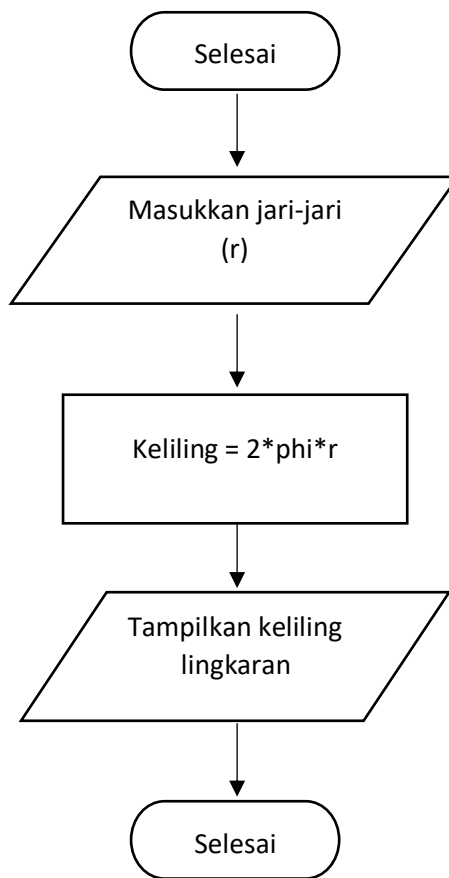 Selesai
Masukkan jari-jari
(r)
Keliling = 2*phi*r
Tampilkan keliling
lingkaran
Selesai